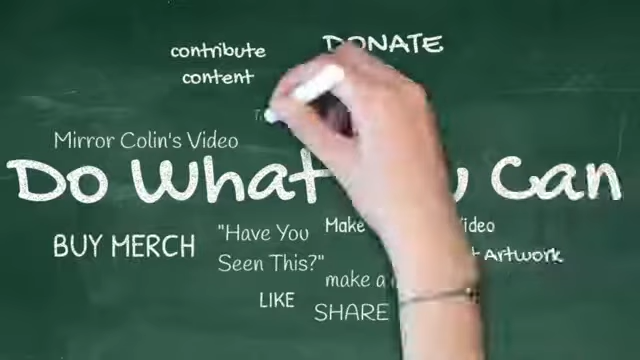 contribute
content
DONATE
Mirror Colin's Video
Do What Can
BUY MERCH
"Have You
Seen This?"
Make
Artwork
make a
LIKE
SHARE